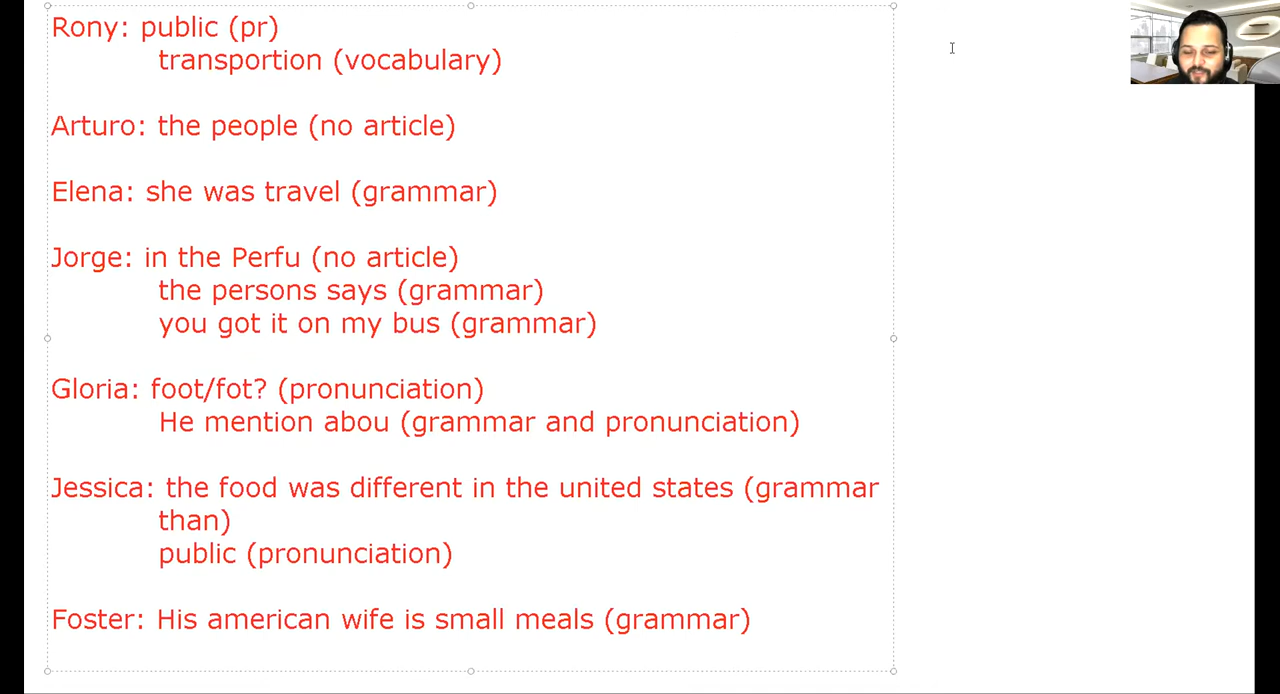 Rony: public (pr)
transportion (vocabulary)
Arturo: the people (no article)
Elena: she was travel (grammar)
Jorge: in the Perfu (no article)
the persons says (grammar)
you got it on my bus (grammar)
Gloria: foot/fot? (pronunciation)
He mention abou (grammar and pronunciation)
Jessica: the food was different in the united states (grammar
than)
public (pronunciation)
Foster: His american wife is small meals (grammar)